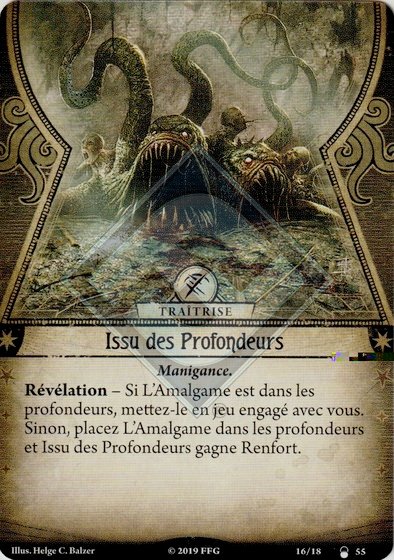 TRAÎTRISE
Issu des Profondeurs
Manigance.
Révélation – Si L'Amalgame est dans les
profondeurs, mettez-le en jeu engagé avec vous.
Sinon, placez L'Amalgame dans les profondeurs
et Issu des Profondeurs gagne Renfort.
Illus. Helge C. Balzer © 2019 FFG 16/18 55